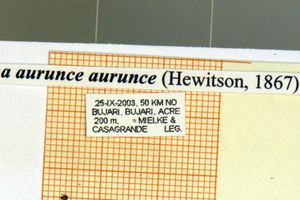 a aurunce aurunce (Hewitson, 1867)
25-IX-2003, 50 KM NO
BUJARI, BUJARI, ACRE
200 m. MIELKE &
CASAGRANDE LEG.